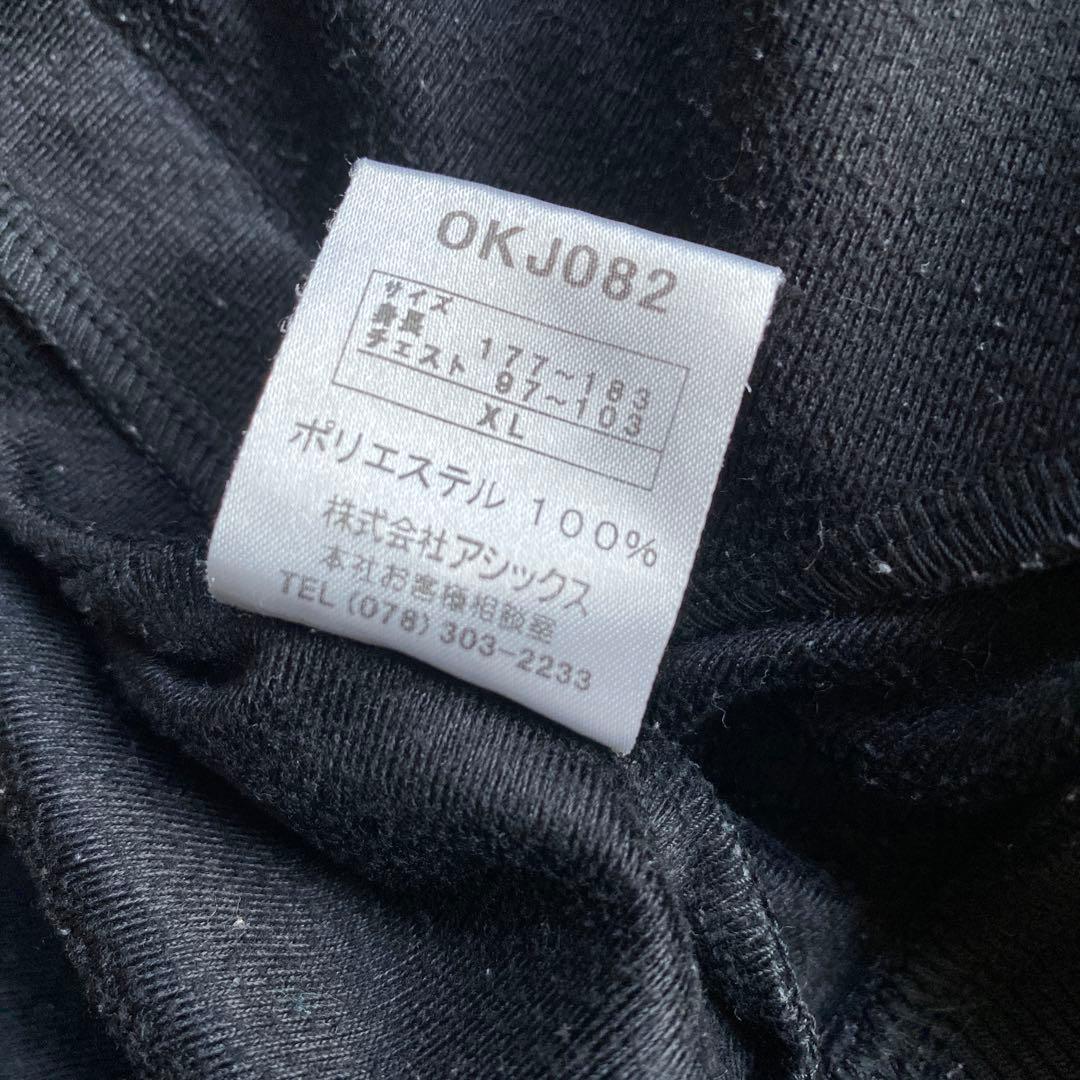 OKJ082
サイズ
身長 177~183
チェスト 97~103
XL
ポリエステル 100%
株式会社アシックス
本社お客様相談室
TEL(078)303-2233